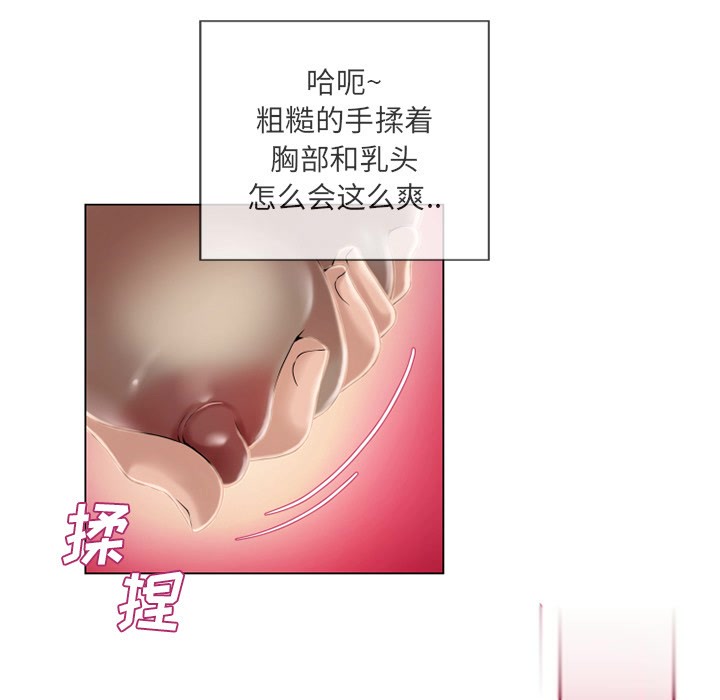 哈呃~
粗糙的手揉着
胸部和乳头
怎么会这么爽..
揉
捏